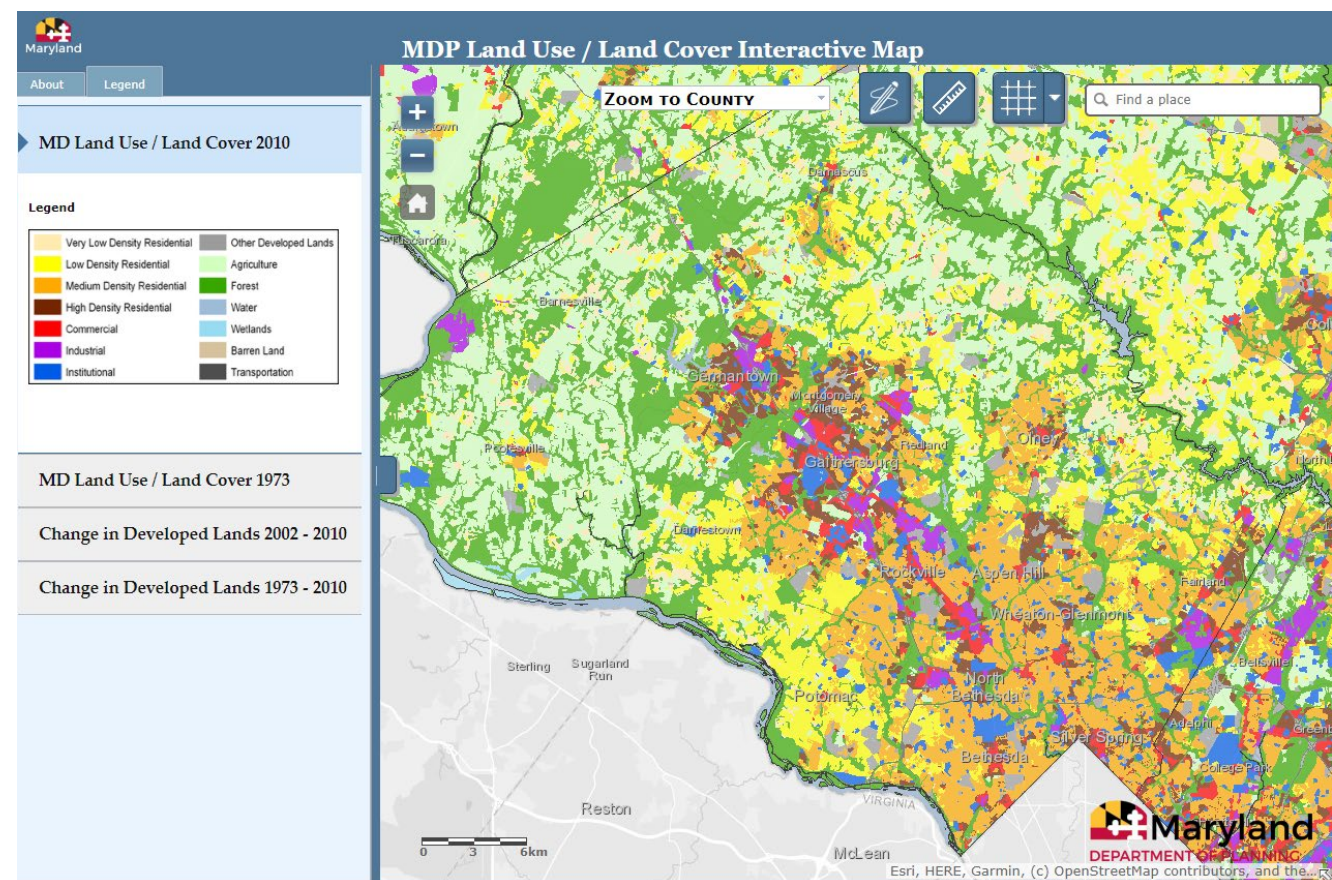 Maryland
MDP Land Use / Land Cover Interactive Map
About
Legend
ZOOM TO COUNTY
Find a place
+
−
MD Land Use / Land Cover 2010
Legend
Very Low Density Residential
Low Density Residential
Medium Density Residential
High Density Residential
Commercial
Industrial
Institutional
Other Developed Lands
Agriculture
Forest
Water
Wetlands
Barren Land
Transportation
MD Land Use / Land Cover 1973
Change in Developed Lands 2002 - 2010
Change in Developed Lands 1973 - 2010
Damascus
Tuscarora
Barnesville
Germantown
Montgomery
Village
Poolesville
Gaithersburg
Redland
Olney
Darnestown
Rockville
Aspen Hill
Fairland
Wheaton-Glenmont
Beltsville
Sterling
Sugarland
Run
Potomac
North
Bethesda
Adelphi
Silver Spring
Bethesda
College Park
Reston
VIRGINIA
McLean
0 3 6km
Maryland
DEPARTMENT OF PLANNING
Esri, HERE, Garmin, (c) OpenStreetMap contributors, and the...